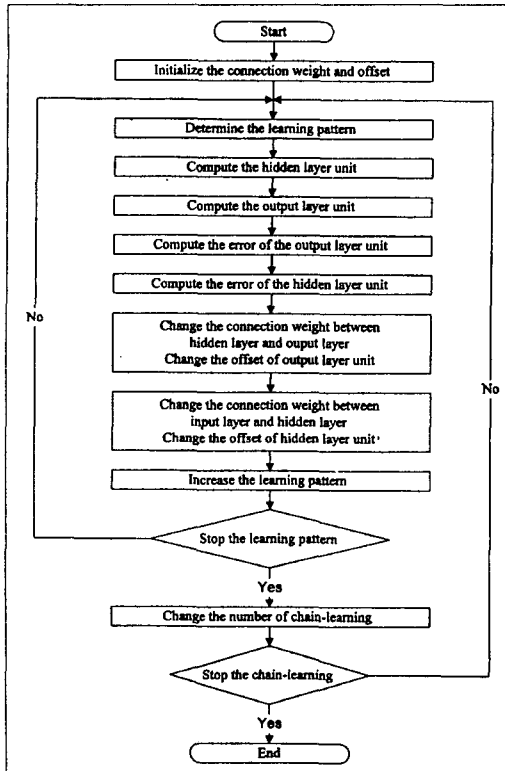 Start
Initialize the connection weight and offset
Determine the learning pattern
Compute the hidden layer unit
Compute the output layer unit
Compute the error of the output layer unit
Compute the error of the hidden layer unit
No
Change the connection weight between
hidden layer and ouput layer
Change the offset of output layer unit
No
Change the connection weight between
input layer and hidden layer
Change the offset of hidden layer unit
Increase the learning pattern
Stop the learning pattern
Yes
Change the number of chain-learning
Stop the chain-learning
Yes
End